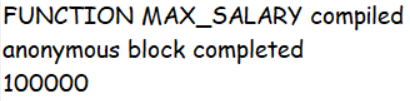 FUNCTION MAX_SALARY compiled
anonymous block completed
100000